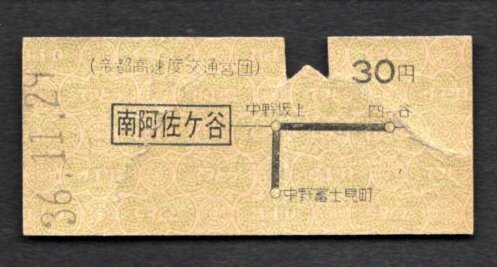 (帝都高速度交通営団)
30円
中野坂上
四ッ谷
南阿佐ケ谷
中野富士見町
36.11.24